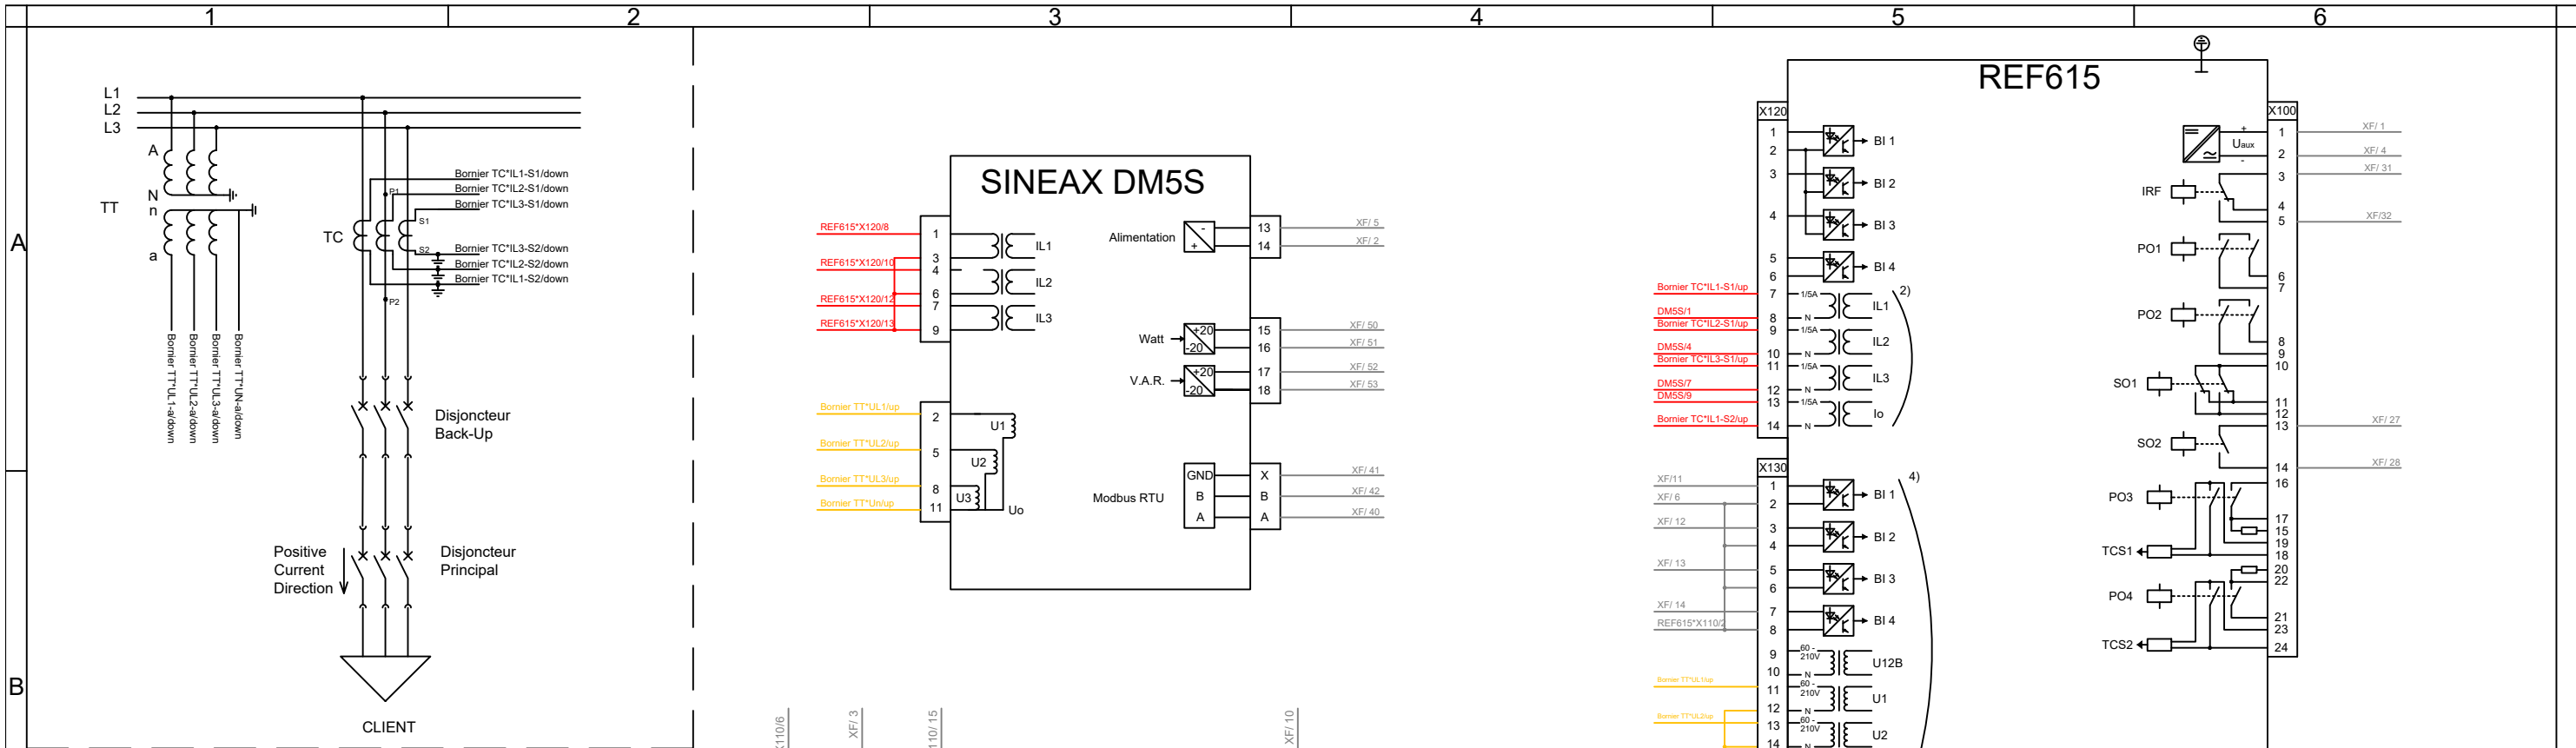 1 2 3 4 5 6
A
B
L1
L2
L3
A
N
TT
n
a
Bornier TT*UL1-a/down
Bornier TT*UL2-a/down
Bornier TT*UL3-a/down
Bornier TT*UN-a/down
TC
P1
S1
S2
P2
Bornier TC*IL1-S1/down
Bornier TC*IL2-S1/down
Bornier TC*IL3-S1/down
Bornier TC*IL3-S2/down
Bornier TC*IL2-S2/down
Bornier TC*IL1-S2/down
Disjoncteur
Back-Up
Positive
Current
Direction
Disjoncteur
Principal
CLIENT
SINEAX DM5S
REF615*X120/8
REF615*X120/10
REF615*X120/12
REF615*X120/13
1
3
4
6
7
9
IL1
IL2
IL3
Bornier TT*UL1/up
Bornier TT*UL2/up
Bornier TT*UL3/up
Bornier TT*Un/up
2
5
8
11
U1
U2
U3
Uo
Alimentation
-
+
13
14
XF/ 5
XF/ 2
Watt
+20
-20
15
16
XF/ 50
XF/ 51
V.A.R.
+20
-20
17
18
XF/ 52
XF/ 53
Modbus RTU
GND
B
A
X
B
A
XF/ 41
XF/ 42
XF/ 40
XF/ 3
110/ 15
XF/ 10
REF615
X120
1
2
3
4
5
6
7
8
9
10
11
12
13
14
BI 1
BI 2
BI 3
BI 4
Bornier TC*IL1-S1/up
DM5S/1
Bornier TC*IL2-S1/up
DM5S/4
Bornier TC*IL3-S1/up
DM5S/7
DM5S/9
Bornier TC*IL1-S2/up
1/5A
N
1/5A
N
1/5A
N
1/5A
N
IL1
IL2
IL3
Io
2)
X130
1
2
3
4
5
6
7
8
9
10
11
12
13
14
XF/11
XF/ 6
XF/ 12
XF/ 13
XF/ 14
REF615*X110/2
Bornier TT*UL1/up
Bornier TT*UL2/up
BI 1
BI 2
BI 3
BI 4
4)
60 -
210V
N
60 -
210V
N
60 -
210V
N
U12B
U1
U2
X100
1
2
3
4
5
6
7
8
9
10
11
12
13
14
16
17
15
19
18
20
22
21
23
24
+
Uaux
-
IRF
PO1
PO2
SO1
SO2
PO3
TCS1
PO4
TCS2
XF/ 1
XF/ 4
XF/ 31
XF/32
XF/ 27
XF/ 28